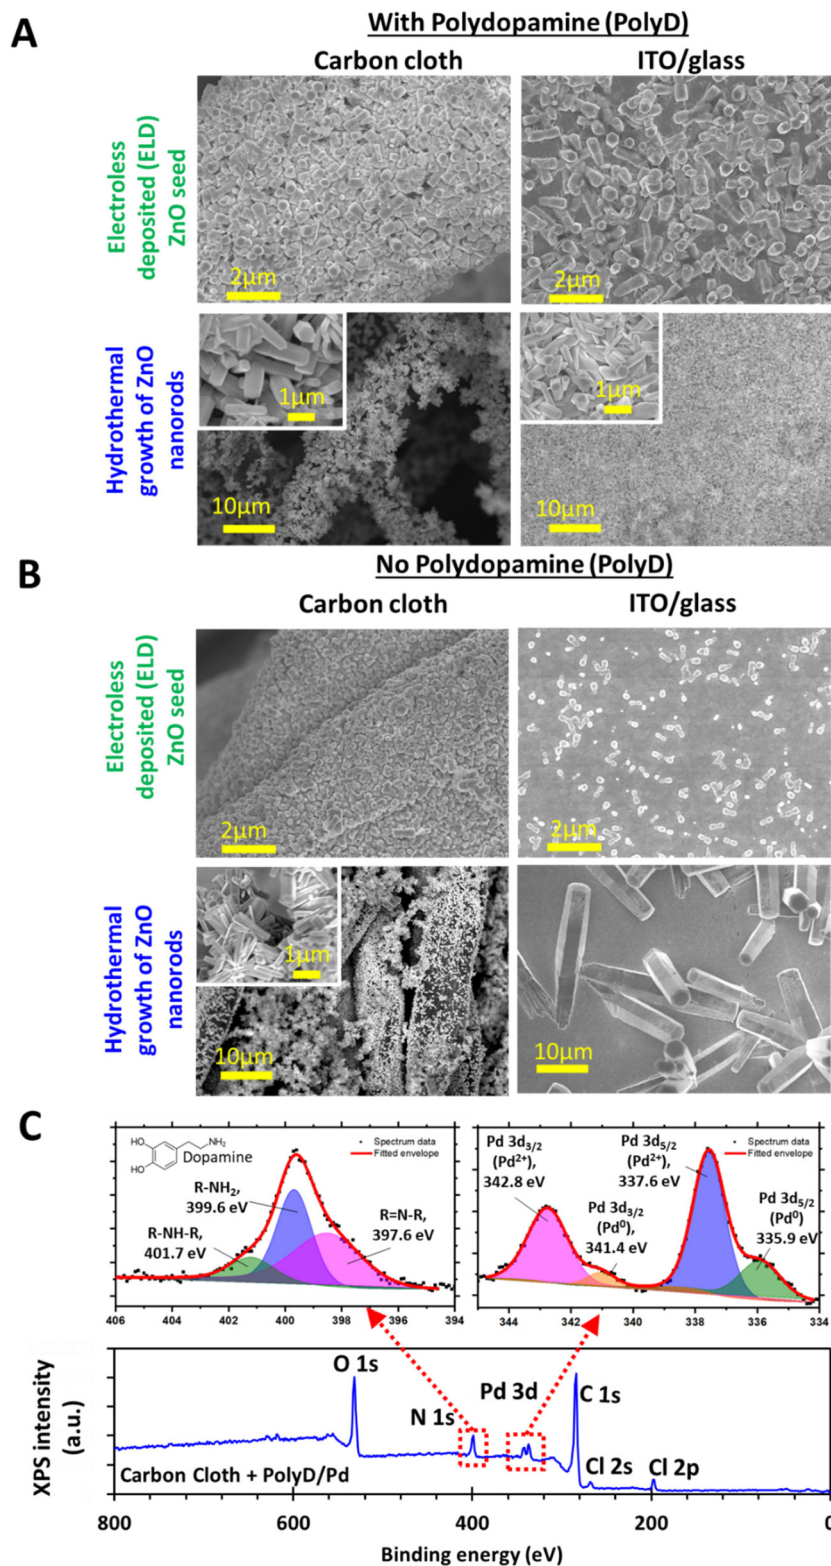 A
With Polydopamine (PolyD)
Carbon cloth
ITO/glass
Electroless
deposited (ELD)
ZnO seed
2μm
2μm
Hydrothermal
growth of ZnO
nanorods
1μm
10μm
1μm
10μm
B
No Polydopamine (PolyD)
Carbon cloth
ITO/glass
Electroless
deposited (ELD)
ZnO seed
2μm
2μm
Hydrothermal
growth of ZnO
nanorods
1μm
10μm
10μm
C
HO
HO
NH2
Dopamine
Spectrum data
Fitted envelope
R-NH2,
399.6 eV
R-NH-R,
401.7 eV
R=N-R,
397.6 eV
406 404 402 400 398 396 394
Pd 3d3/2
(Pd2+),
342.8 eV
Pd 3d3/2
(Pd0)
341.4 eV
Pd 3d5/2
(Pd2+),
337.6 eV
Pd 3d5/2
(Pd0)
335.9 eV
Spectrum data
Fitted envelope
344 342 340 338 336 334
XPS intensity
(a.u.)
O 1s
N 1s
Pd 3d
C 1s
Cl 2s
Cl 2p
Carbon Cloth + PolyD/Pd
800 600 400 200 0
Binding energy (eV)